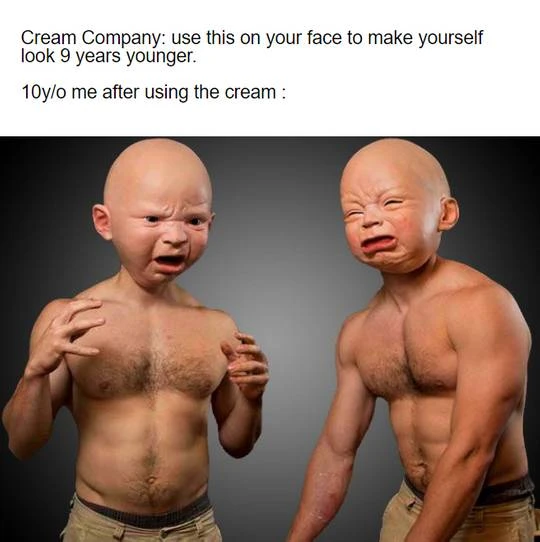 Cream Company: use this on your face to make yourself
look 9 years younger.
10y/o me after using the cream :